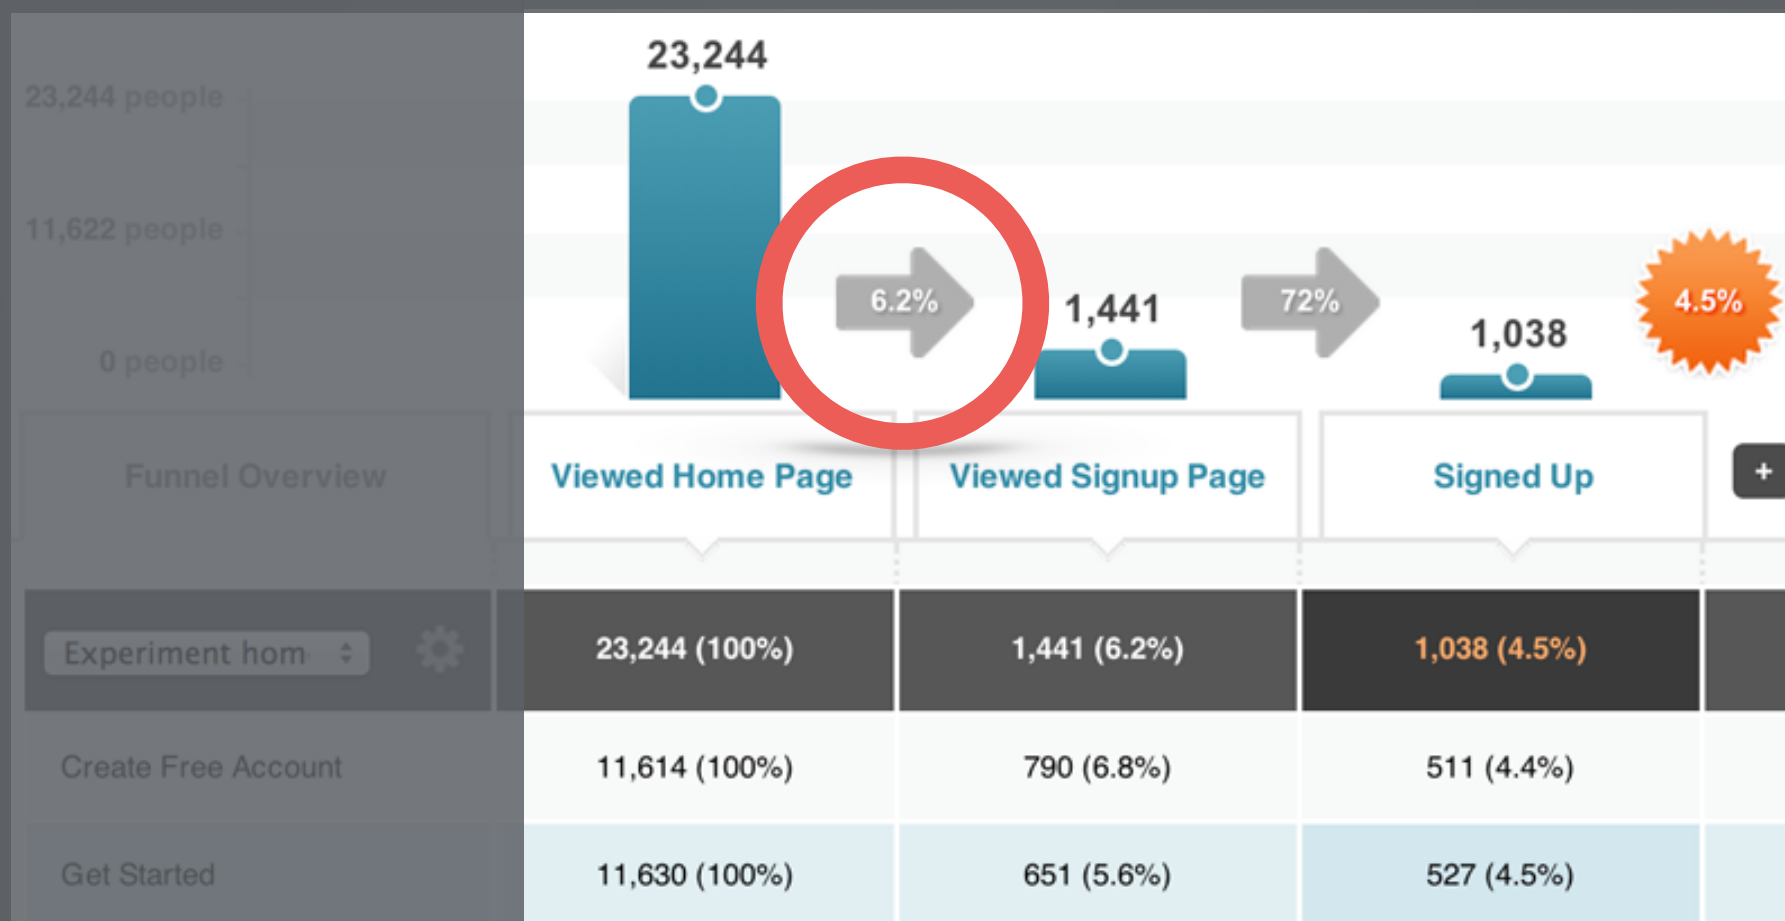 23,244
23,244 people
11,622 people
6.2%
1,441
72%
1,038
4.5%
0 people
Funnel Overview
Viewed Home Page
Viewed Signup Page
Signed Up
+
Experiment hom
23,244 (100%)
1,441 (6.2%)
1,038 (4.5%)
Create Free Account
11,614 (100%)
790 (6.8%)
511 (4.4%)
Get Started
11,630 (100%)
651 (5.6%)
527 (4.5%)